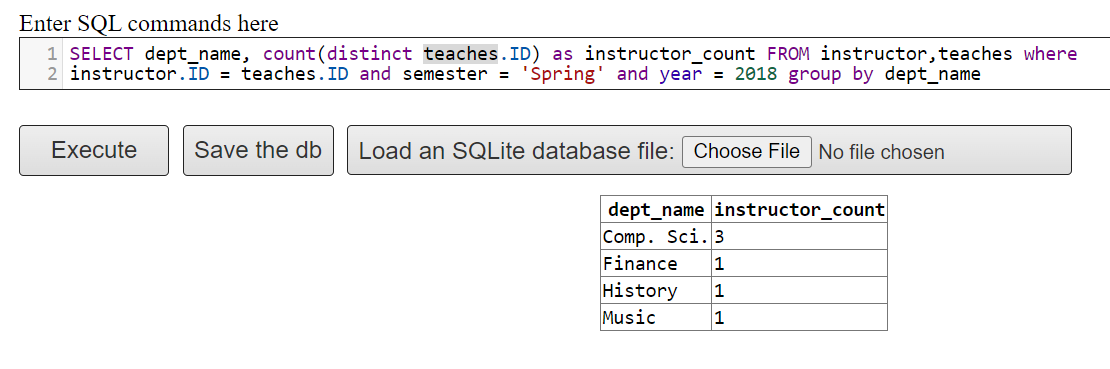 Enter SQL commands here
1 SELECT dept_name, count(distinct teaches.ID) as instructor_count FROM instructor,teaches where
2 instructor.ID = teaches.ID and semester = 'Spring' and year = 2018 group by dept_name
Execute Save the db Load an SQLite database file: Choose File No file chosen
dept_name instructor_count
Comp. Sci. 3
Finance 1
History 1
Music 1